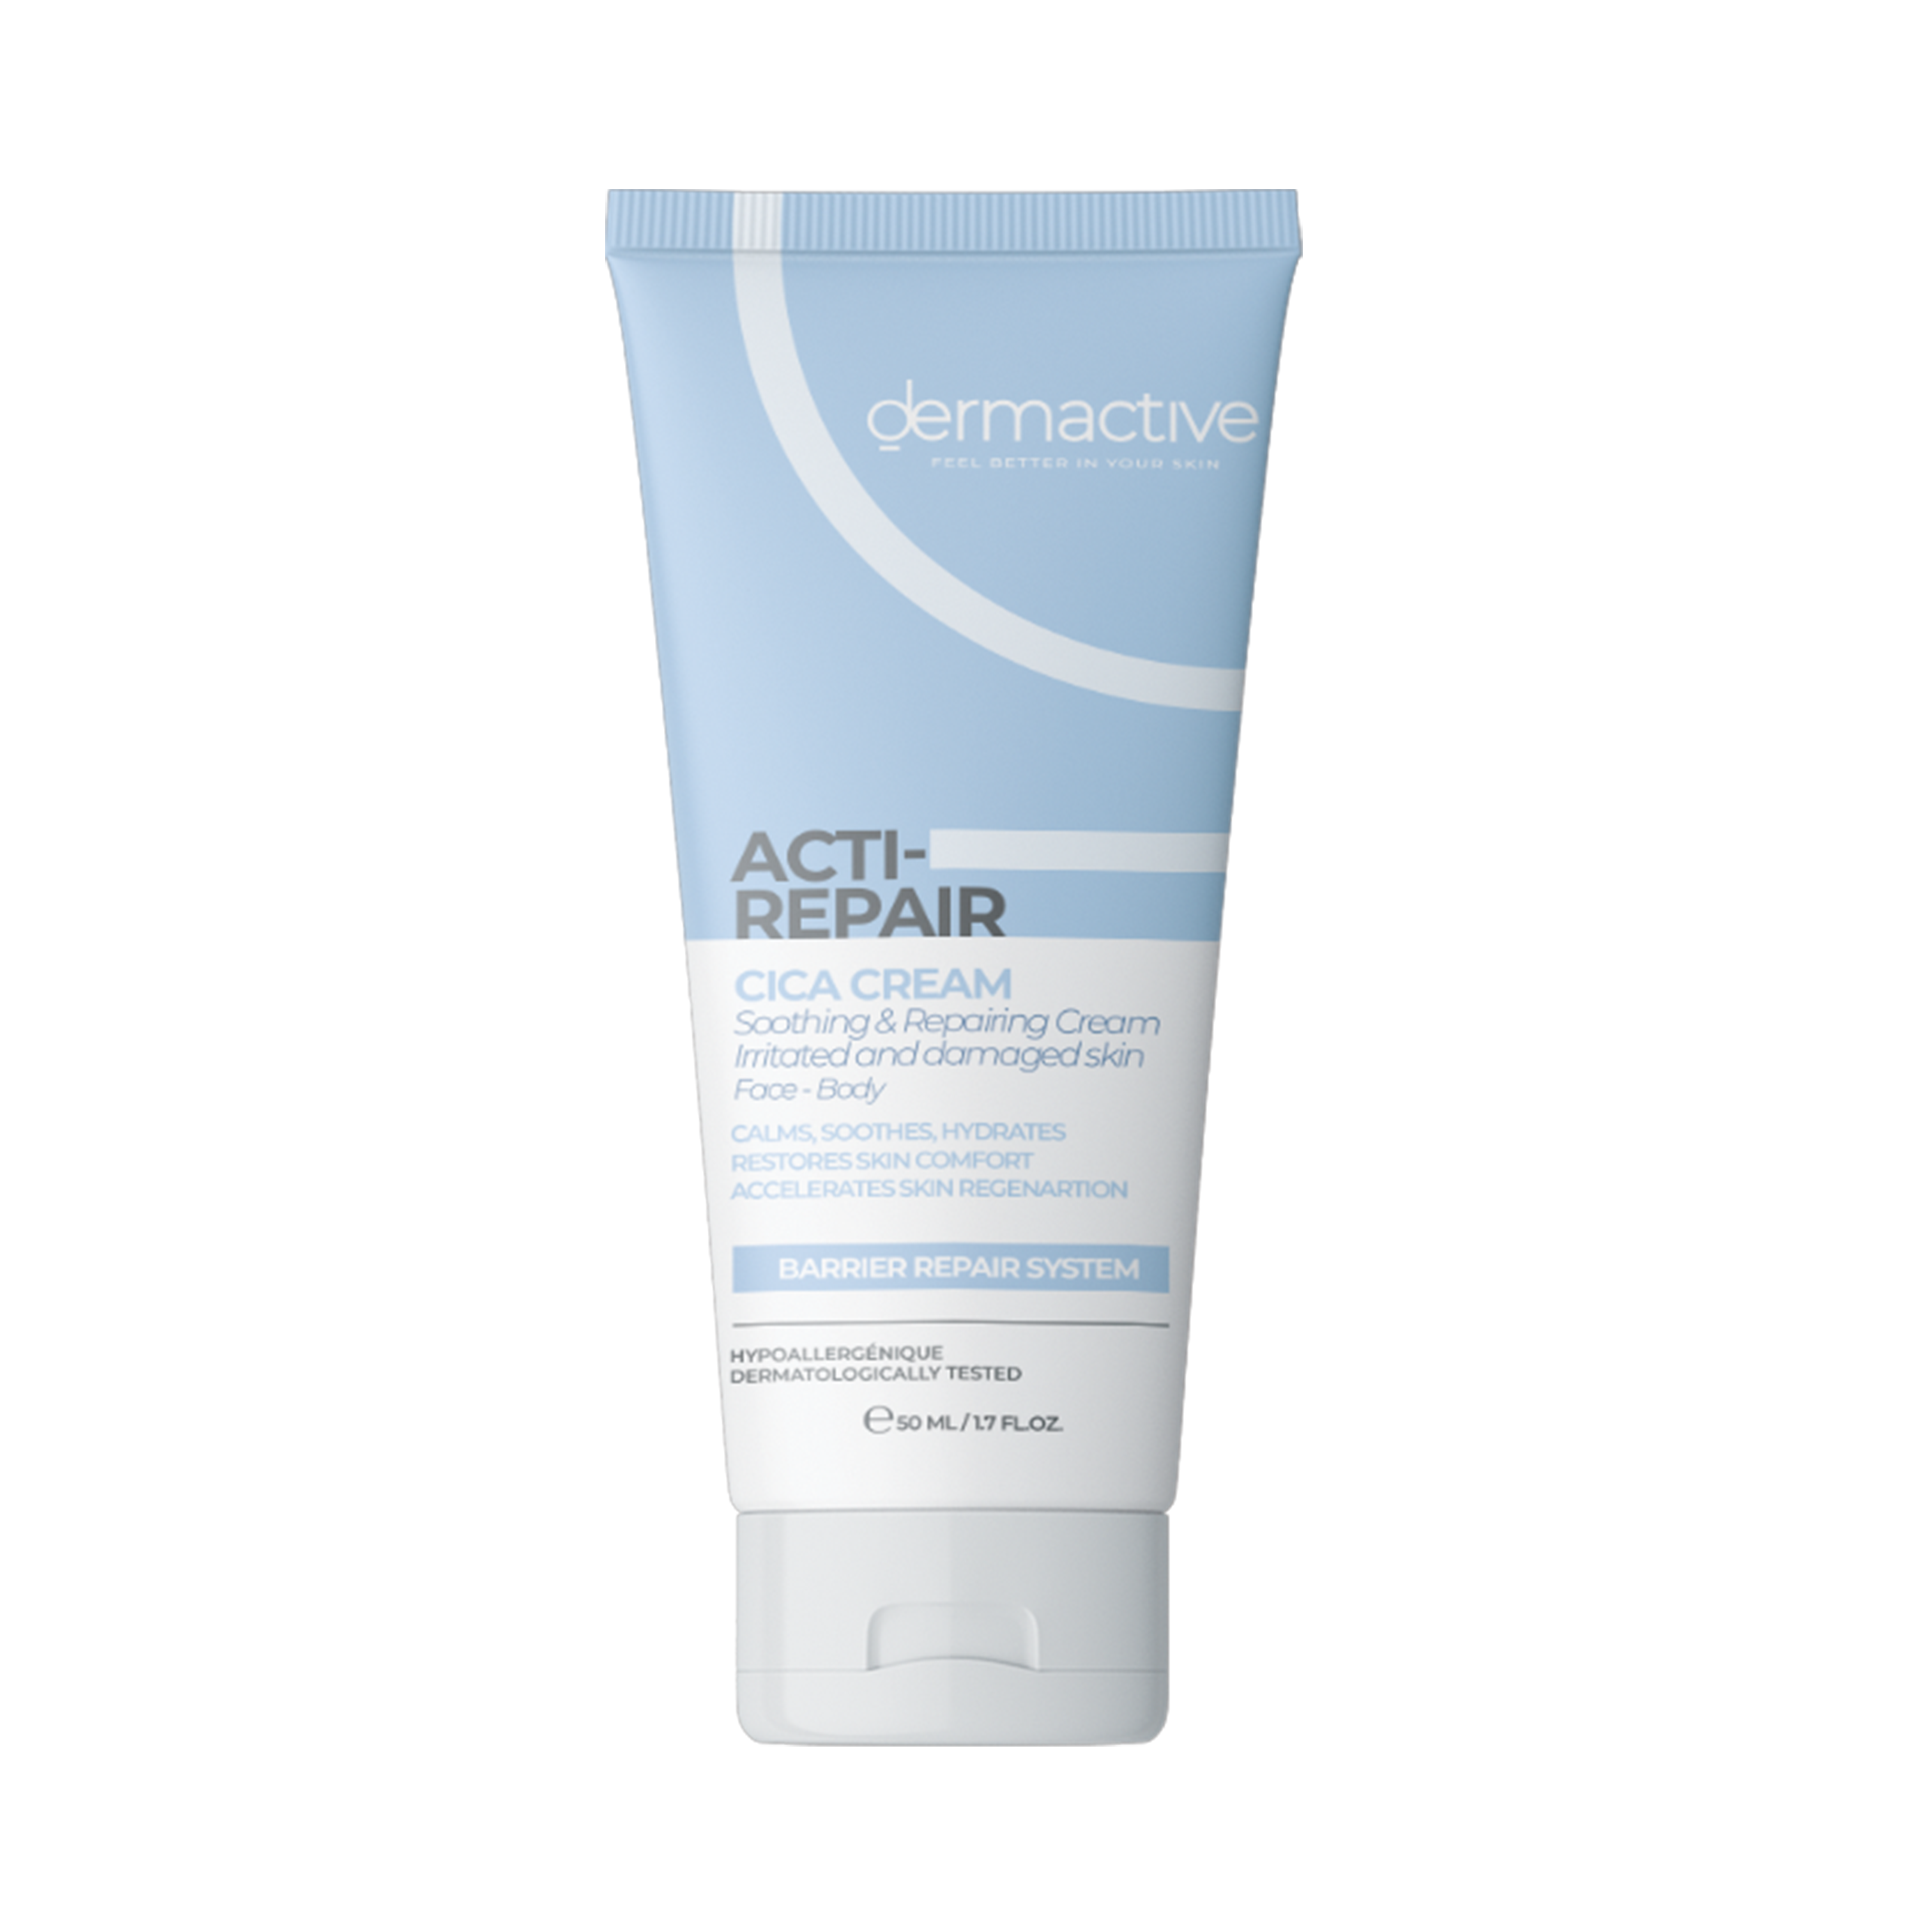 dermactive
FEEL BETTER IN YOUR SKIN
ACTI-
REPAIR
CICA CREAM
Soothing & Repairing Cream
Irritated and damaged skin
Face - Body
CALMS, SOOTHES, HYDRATES
RESTORES SKIN COMFORT
ACCELERATES SKIN REGENARTION
BARRIER REPAIR SYSTEM
HYPOALLERGÉNIQUE
DERMATOLOGICALLY TESTED
℮ 50 ML / 1.7 FL.OZ.